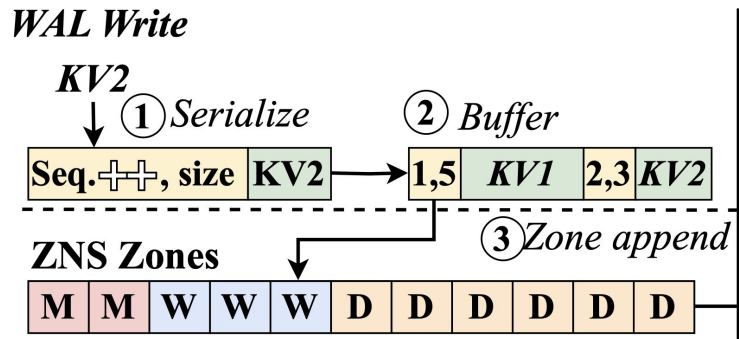 WAL Write
KV2
① Serialize
② Buffer
Seq.++, size KV2
1,5 KV1 2,3 KV2
③ Zone append
ZNS Zones
M M W W W D D D D D D